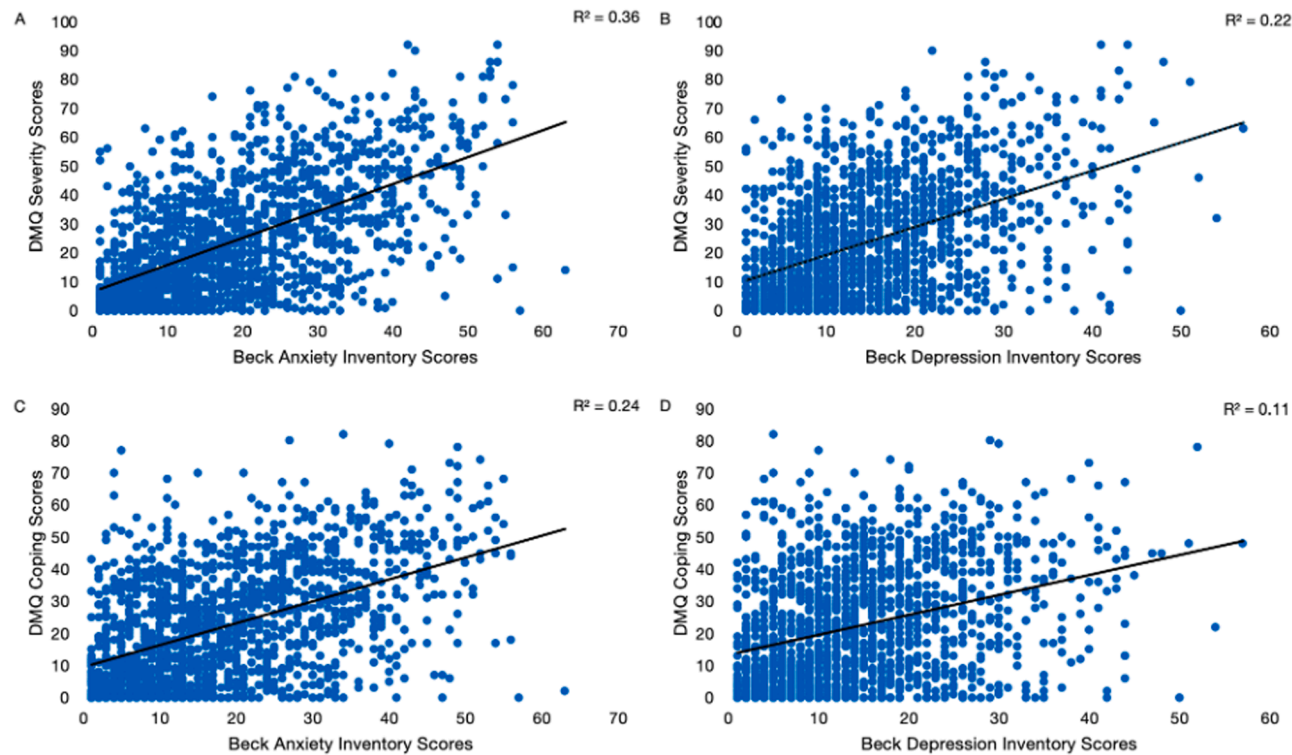 A
R² = 0.36
100
90
80
70
60
50
40
30
20
10
0
DMQ Severity Scores
0 10 20 30 40 50 60 70
Beck Anxiety Inventory Scores
B
R² = 0.22
100
90
80
70
60
50
40
30
20
10
0
DMQ Severity Scores
0 10 20 30 40 50 60
Beck Depression Inventory Scores
C
R² = 0.24
90
80
70
60
50
40
30
20
10
0
DMQ Coping Scores
0 10 20 30 40 50 60 70
Beck Anxiety Inventory Scores
D
R² = 0.11
90
80
70
60
50
40
30
20
10
0
DMQ Coping Scores
0 10 20 30 40 50 60
Beck Depression Inventory Scores